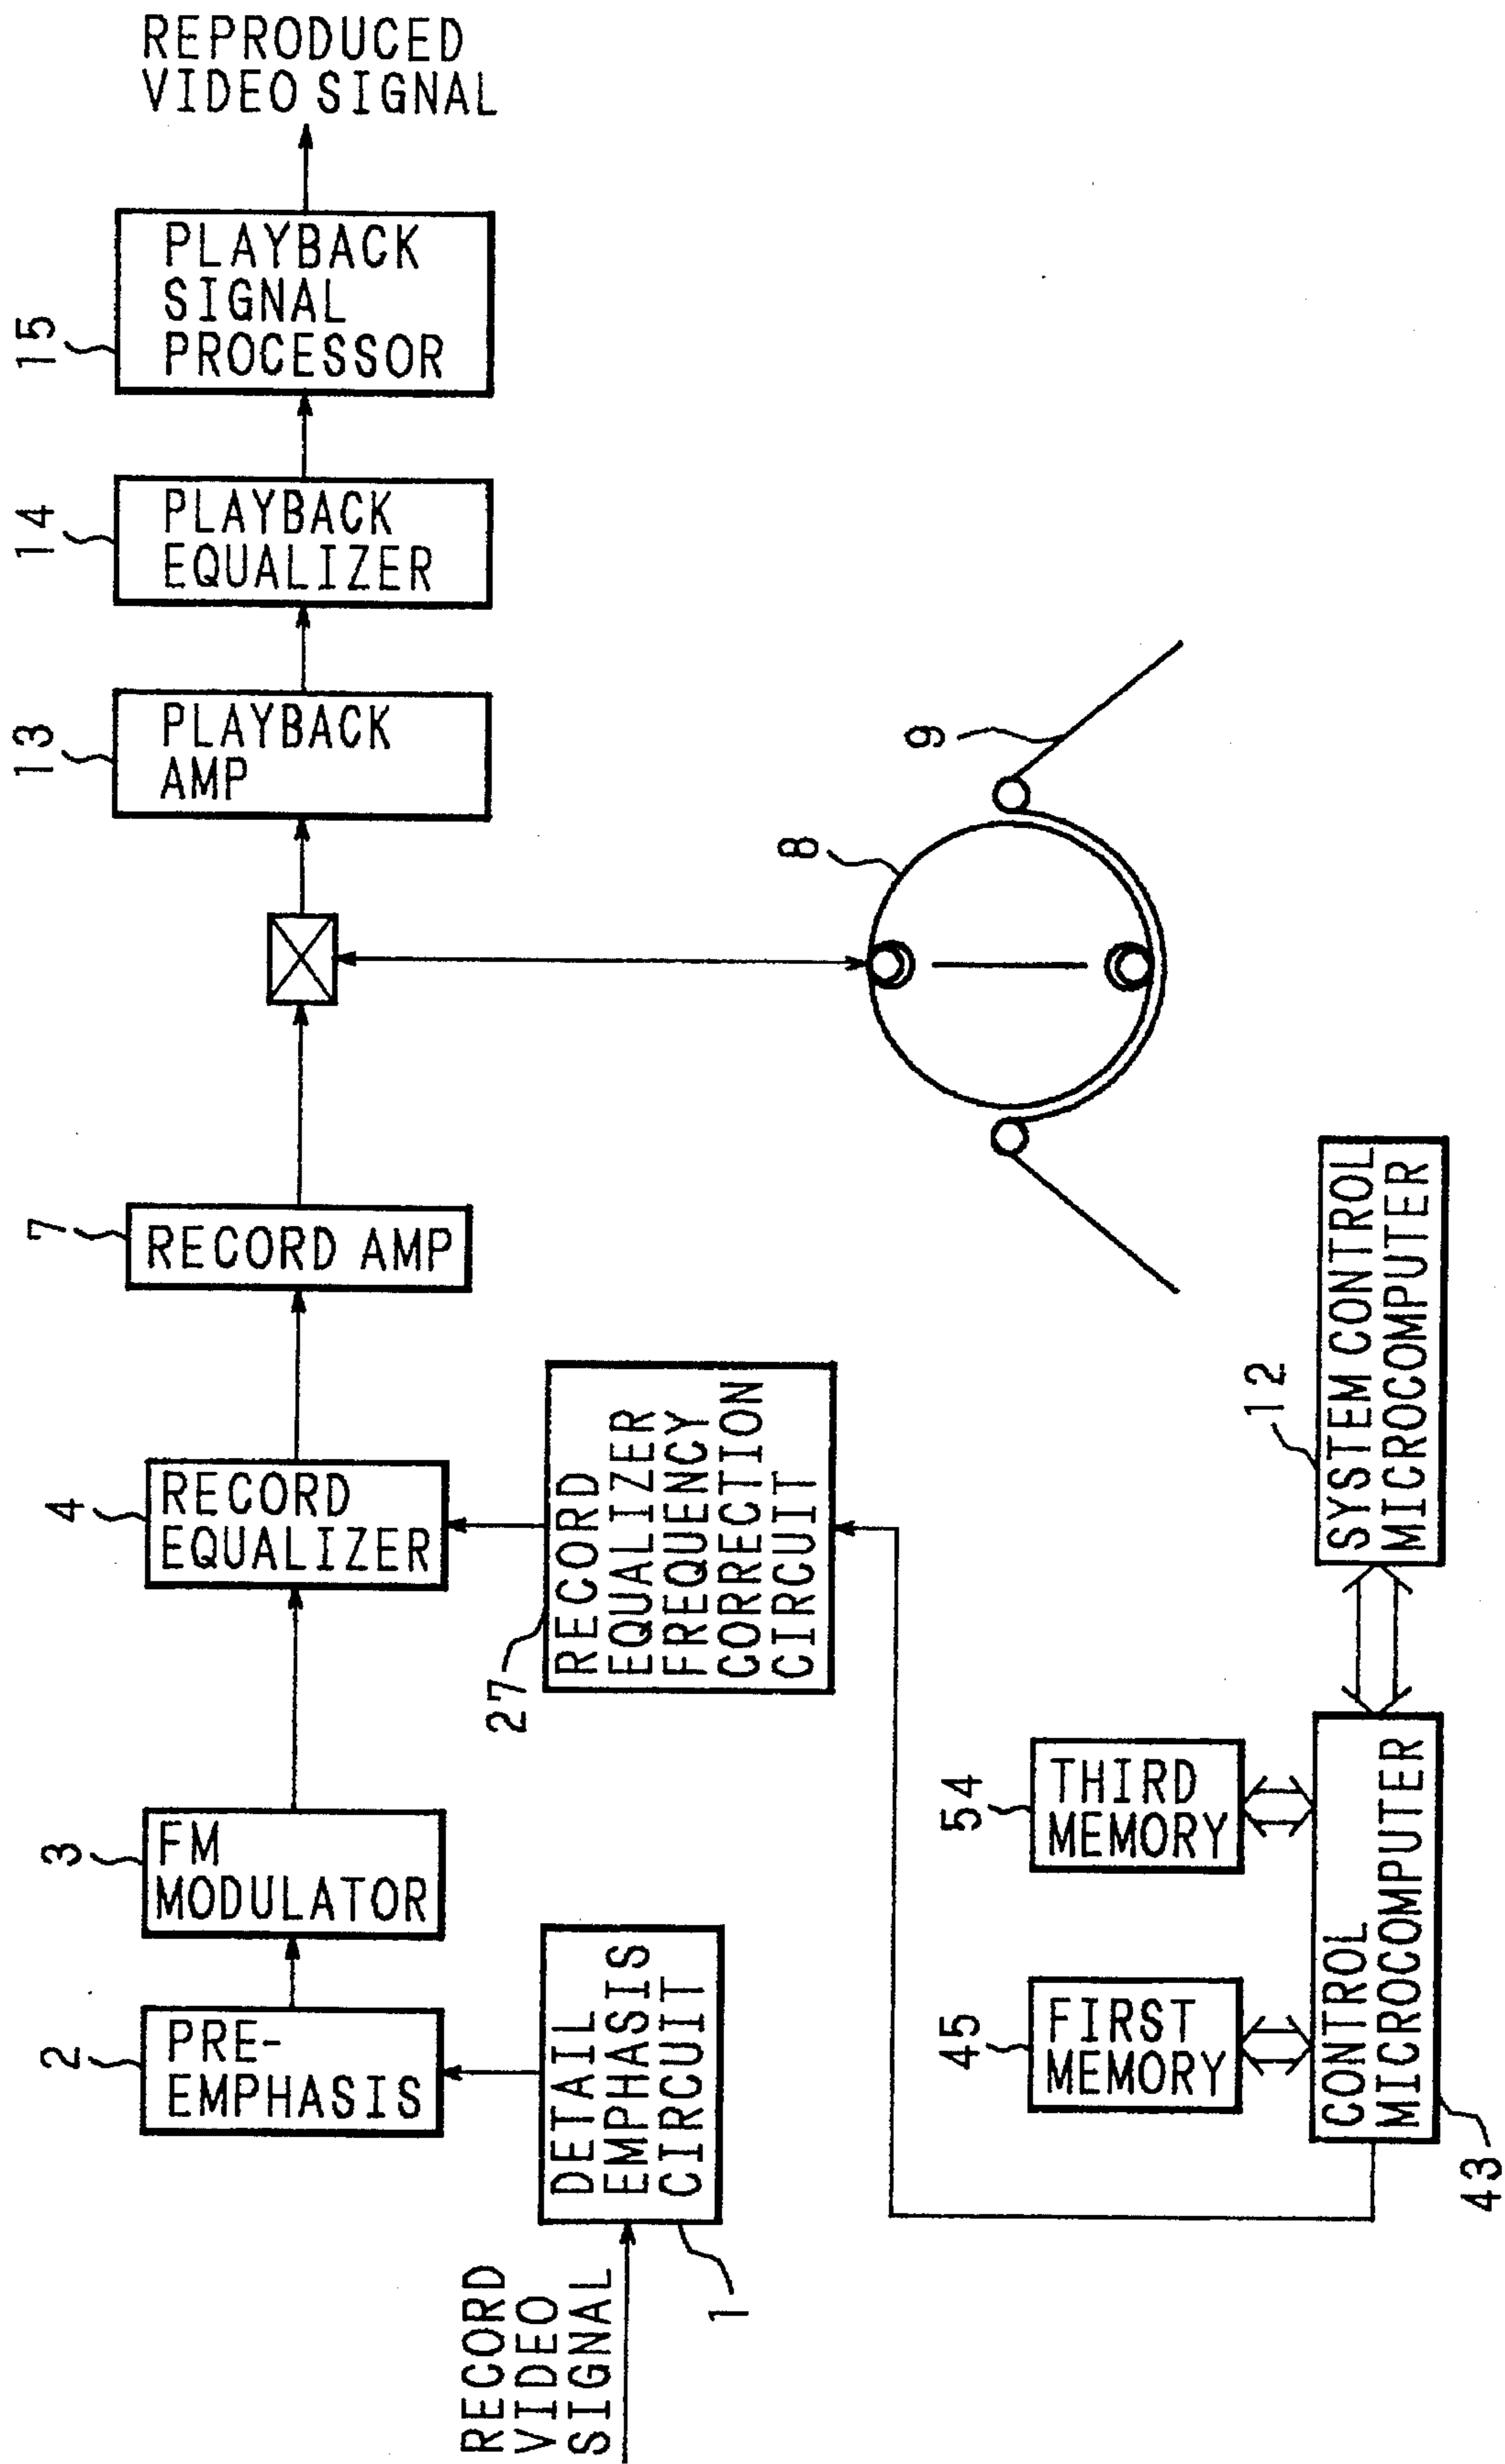 RECORD
VIDEO
SIGNAL
1
DETAIL
EMPHASIS
CIRCUIT
2
PRE-
EMPHASIS
3
FM
MODULATOR
4
RECORD
EQUALIZER
27
RECORD
EQUALIZER
FREQUENCY
CORRECTION
CIRCUIT
7
RECORD AMP
8
9
13
PLAYBACK
AMP
14
PLAYBACK
EQUALIZER
15
PLAYBACK
SIGNAL
PROCESSOR
REPRODUCED
VIDEO SIGNAL
45
FIRST
MEMORY
54
THIRD
MEMORY
43
CONTROL
MICROCOMPUTER
12
SYSTEM CONTROL
MICROCOMPUTER